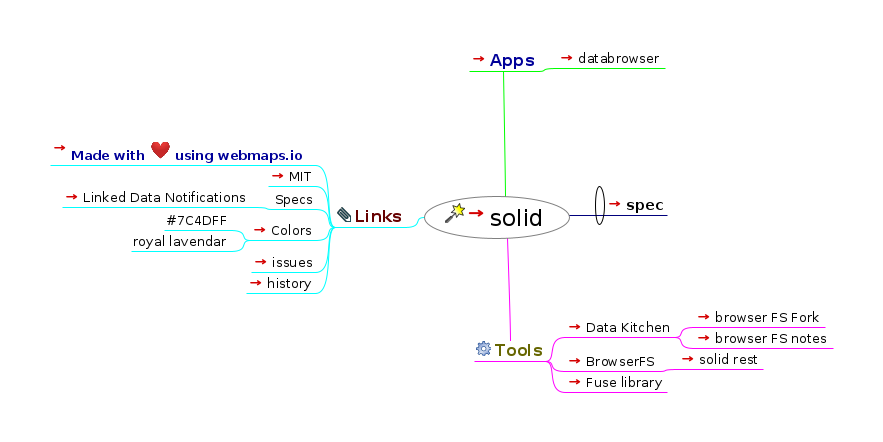 Apps
databrowser
Made with ❤ using webmaps.io
MIT
Linked Data Notifications
Specs
#7C4DFF
Colors
royal lavendar
issues
history
Links
solid
spec
Tools
Data Kitchen
browser FS Fork
browser FS notes
BrowserFS
solid rest
Fuse library